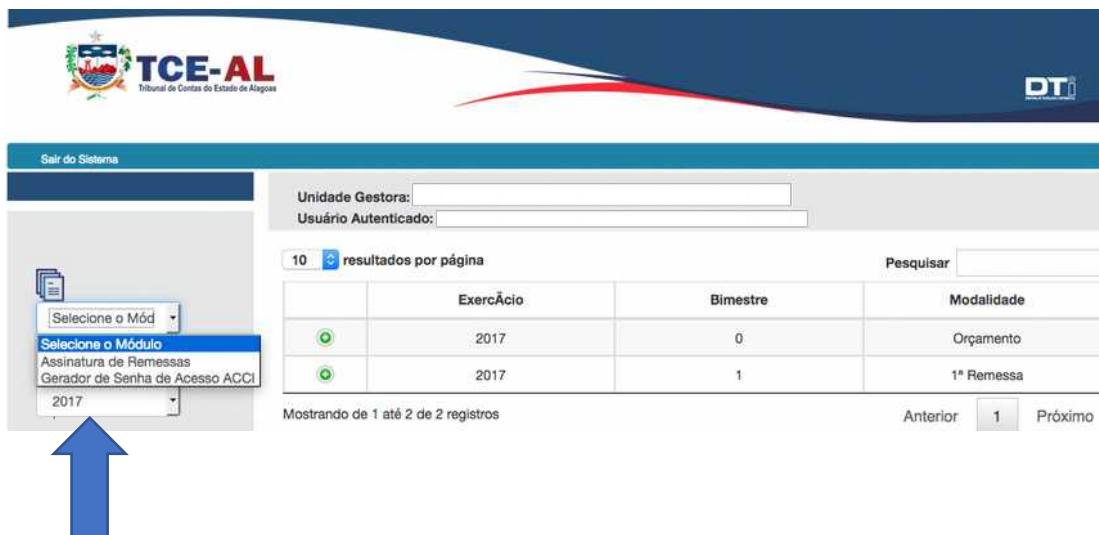 TCE-AL
Tribunal de Contas do Estado de Alagoas
DTi
Sair do Sistema
Unidade Gestora:
Usuário Autenticado:
10 resultados por página
Pesquisar
ExercÃcio Bimestre Modalidade
2017 0 Orçamento
2017 1 1ª Remessa
Mostrando de 1 até 2 de 2 registros
Anterior 1 Próximo
Selecione o Mód
Selecione o Módulo
Assinatura de Remessas
Gerador de Senha de Acesso ACCI
2017